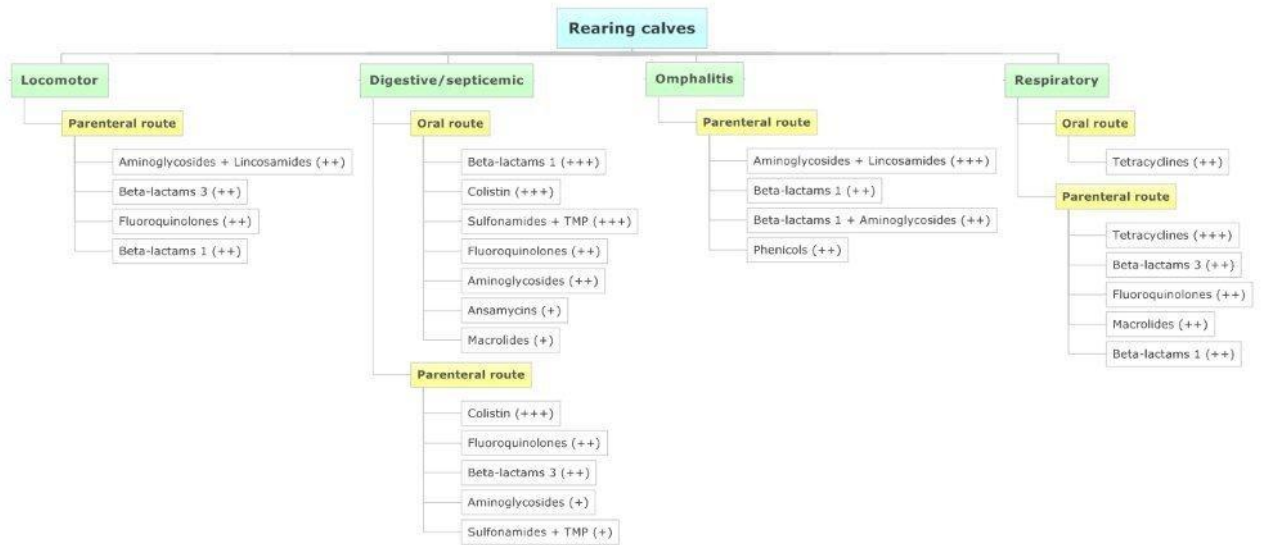 Rearing calves
Locomotor
Parenteral route
Aminoglycosides + Lincosamides (++)
Beta-lactams 3 (++)
Fluoroquinolones (++)
Beta-lactams 1 (++)
Digestive/septicemic
Oral route
Beta-lactams 1 (+++)
Colistin (+++)
Sulfonamides + TMP (+++)
Fluoroquinolones (++)
Aminoglycosides (++)
Ansamycins (+)
Macrolides (+)
Parenteral route
Colistin (+++)
Fluoroquinolones (++)
Beta-lactams 3 (++)
Aminoglycosides (+)
Sulfonamides + TMP (+)
Omphalitis
Parenteral route
Aminoglycosides + Lincosamides (+++)
Beta-lactams 1 (++)
Beta-lactams 1 + Aminoglycosides (++)
Phenicols (++)
Respiratory
Oral route
Tetracyclines (++)
Parenteral route
Tetracyclines (+++)
Beta-lactams 3 (++)
Fluoroquinolones (++)
Macrolides (++)
Beta-lactams 1 (++)